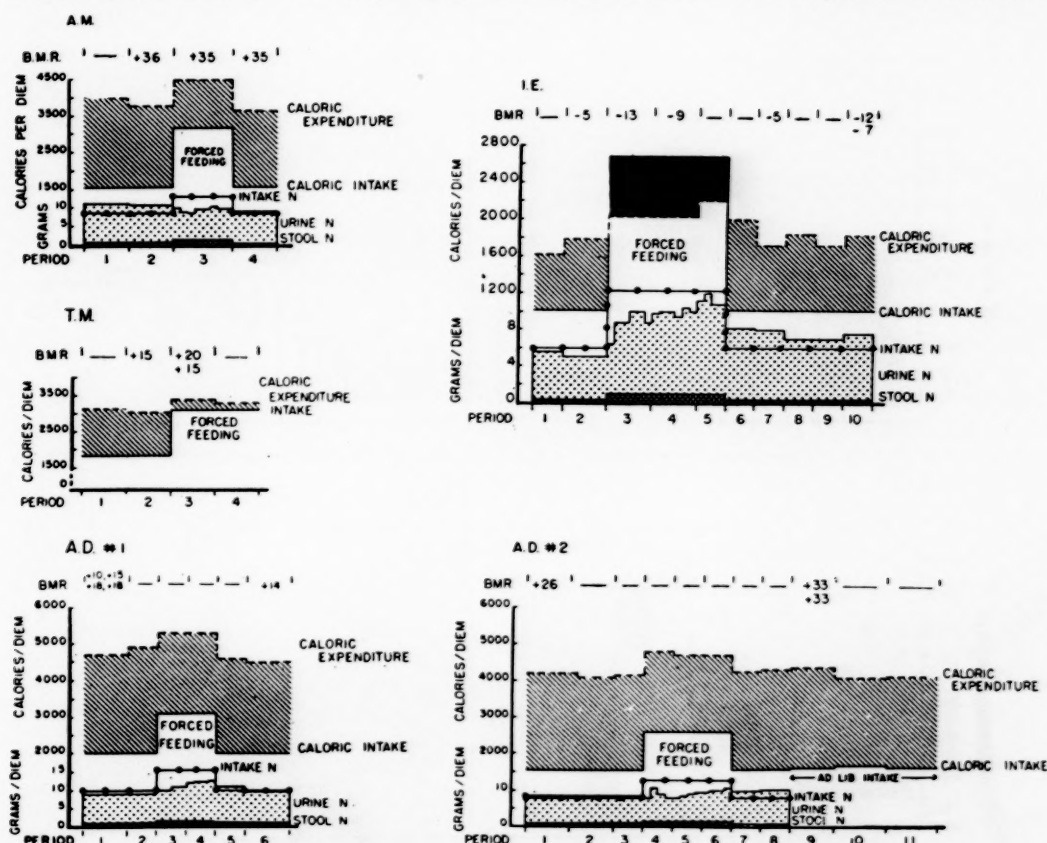 A.M.
B.M.R. — +36 +35 +35
CALORIES PER DIEM
4500
3500
2500
1500
GRAMS
10
5
0
FORCED
FEEDING
CALORIC
EXPENDITURE
CALORIC INTAKE
INTAKE N
URINE N
STOOL N
PERIOD 1 2 3 4
T.M.
BMR — +15 +20 —
+15
CALORIES/DIEM
3500
2500
1500
0
CALORIC
EXPENDITURE
INTAKE
FORCED
FEEDING
PERIOD 1 2 3 4
I.E.
BMR — -5 -13 -9 — — -5 — — -12
-7
CALORIES/DIEM
2800
2400
2000
1600
1200
GRAMS/DIEM
8
4
0
FORCED
FEEDING
CALORIC
EXPENDITURE
CALORIC INTAKE
INTAKE N
URINE N
STOOL N
PERIOD 1 2 3 4 5 6 7 8 9 10
A.D. #1
BMR +10,+15 — — — — +14
+18,+18
CALORIES/DIEM
6000
5000
4000
3000
2000
GRAMS/DIEM
15
10
5
0
FORCED
FEEDING
CALORIC
EXPENDITURE
CALORIC INTAKE
INTAKE N
URINE N
STOOL N
PERIOD 1 2 3 4 5 6
A.D. #2
BMR +26 — — — — — — — +33 — —
+33
CALORIES/DIEM
6000
4000
2000
GRAMS/DIEM
10
0
FORCED
FEEDING
CALORIC
EXPENDITURE
CALORIC INTAKE
AD LIB INTAKE
INTAKE N
URINE N
STOOL N
PERIOD 1 2 3 4 5 6 7 8 9 10 11